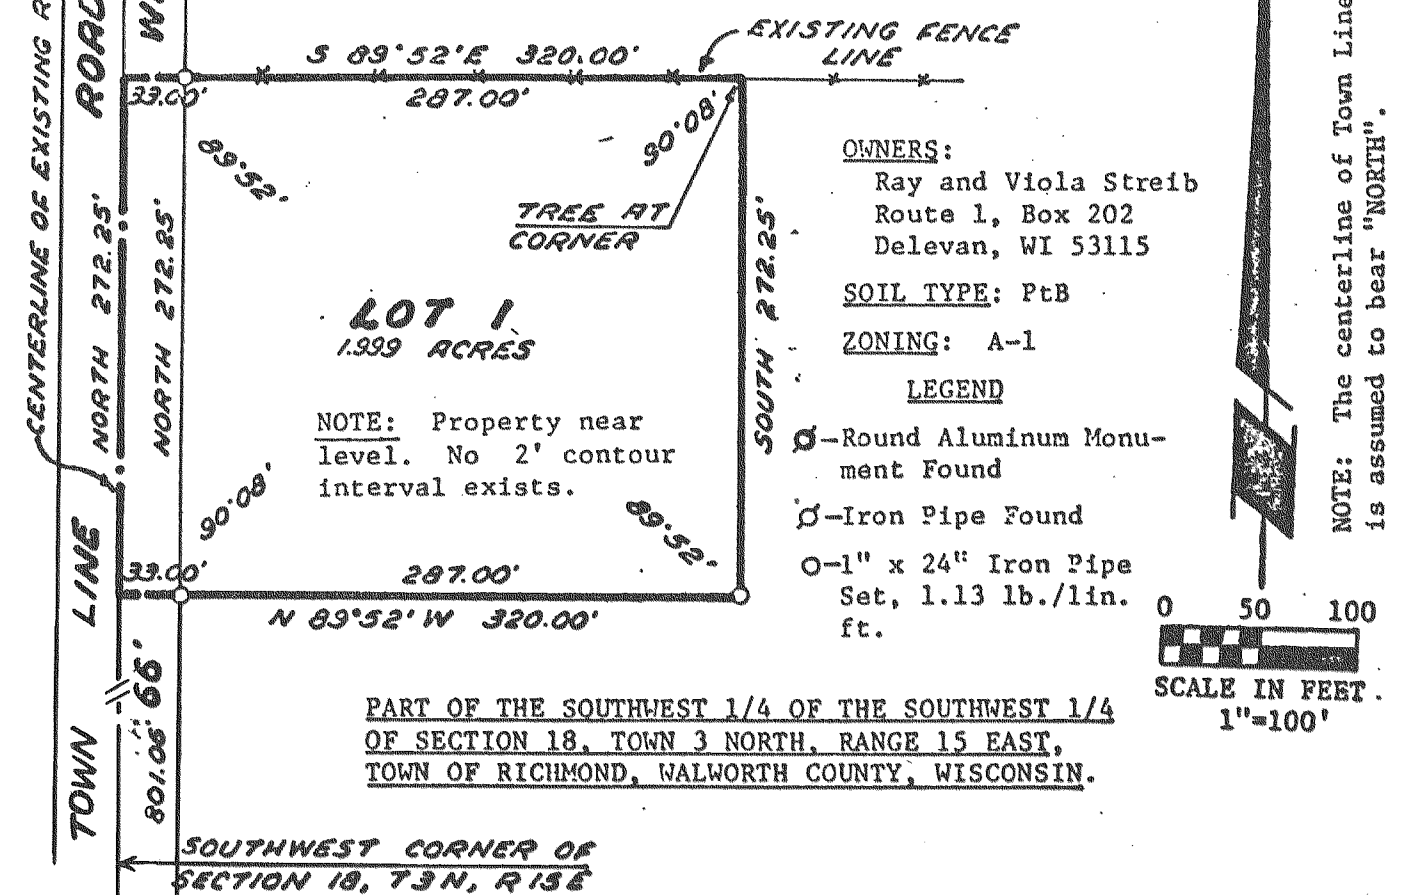 EXISTING FENCE
LINE
S 89°52'E 320.00'
33.00'
287.00'
89°52'
90°08'
TREE AT
CORNER
CENTERLINE OF EXISTING R
ROAD
W
NORTH 272.25'
NORTH 272.25'
SOUTH 272.25'
LOT 1
1.999 ACRES
NOTE: Property near
level. No 2' contour
interval exists.
90°08'
89°52'
33.00'
287.00'
N 89°52' W 320.00'
TOWN LINE
66'
801.06'
OWNERS:
Ray and Viola Streib
Route 1, Box 202
Delevan, WI 53115
SOIL TYPE: PtB
ZONING: A-1
LEGEND
Round Aluminum Monu-
ment Found
Iron Pipe Found
1" x 24" Iron Pipe
Set, 1.13 lb./lin.
ft.
NOTE: The centerline of Town Line
is assumed to bear "NORTH".
0 50 100
SCALE IN FEET.
1"=100'
PART OF THE SOUTHWEST 1/4 OF THE SOUTHWEST 1/4
OF SECTION 18, TOWN 3 NORTH, RANGE 15 EAST,
TOWN OF RICHMOND, WALWORTH COUNTY, WISCONSIN.
SOUTHWEST CORNER OF
SECTION 18, T3N, R15E